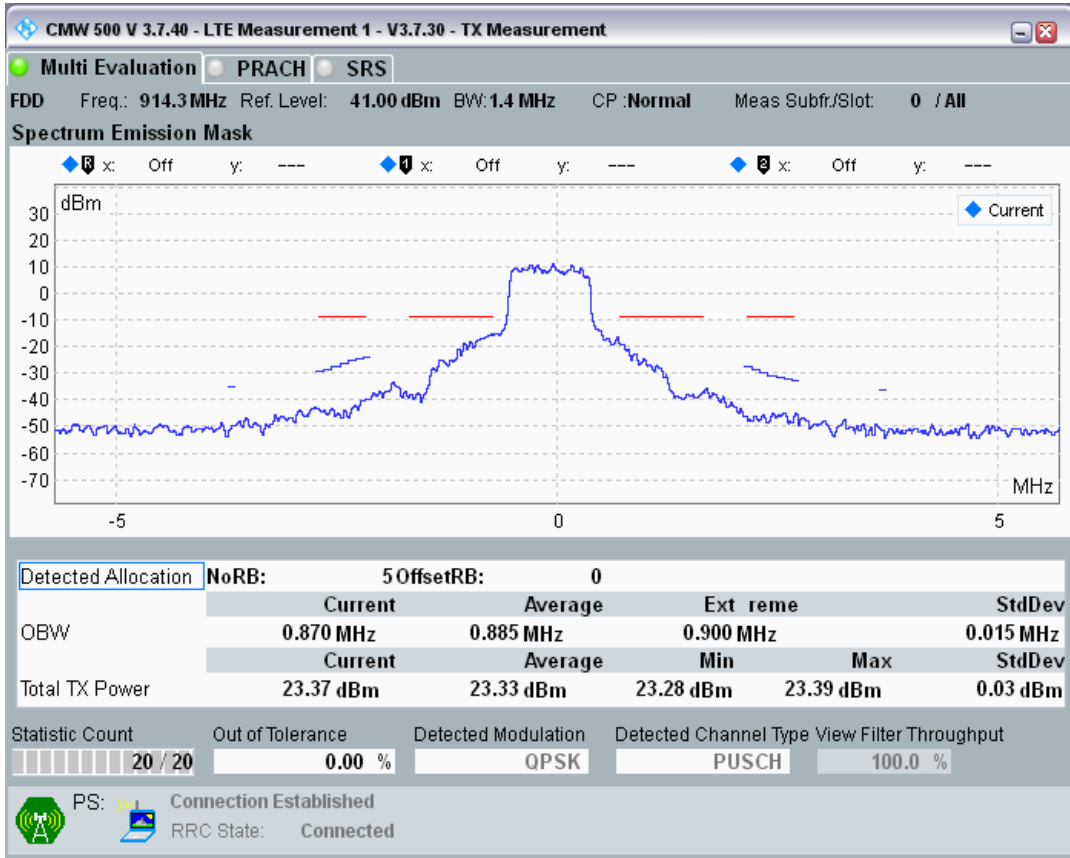 CMW 500 V 3.7.40 - LTE Measurement 1 - V3.7.30 - TX Measurement
Multi Evaluation PRACH SRS
FDD Freq.: 914.3 MHz Ref. Level: 41.00 dBm BW: 1.4 MHz CP :Normal Meas Subfr./Slot: 0 / All
Spectrum Emission Mask
R x: Off y: --- 1 x: Off y: --- 2 x: Off y: ---
dBm
Current
30
20
10
0
-10
-20
-30
-40
-50
-60
-70
MHz
-5 0 5
Detected Allocation NoRB: 5 OffsetRB: 0
Current Average Ext reme StdDev
OBW 0.870 MHz 0.885 MHz 0.900 MHz 0.015 MHz
Current Average Min Max StdDev
Total TX Power 23.37 dBm 23.33 dBm 23.28 dBm 23.39 dBm 0.03 dBm
Statistic Count Out of Tolerance Detected Modulation Detected Channel Type View Filter Throughput
20 / 20 0.00 % QPSK PUSCH 100.0 %
PS: Connection Established
RRC State: Connected